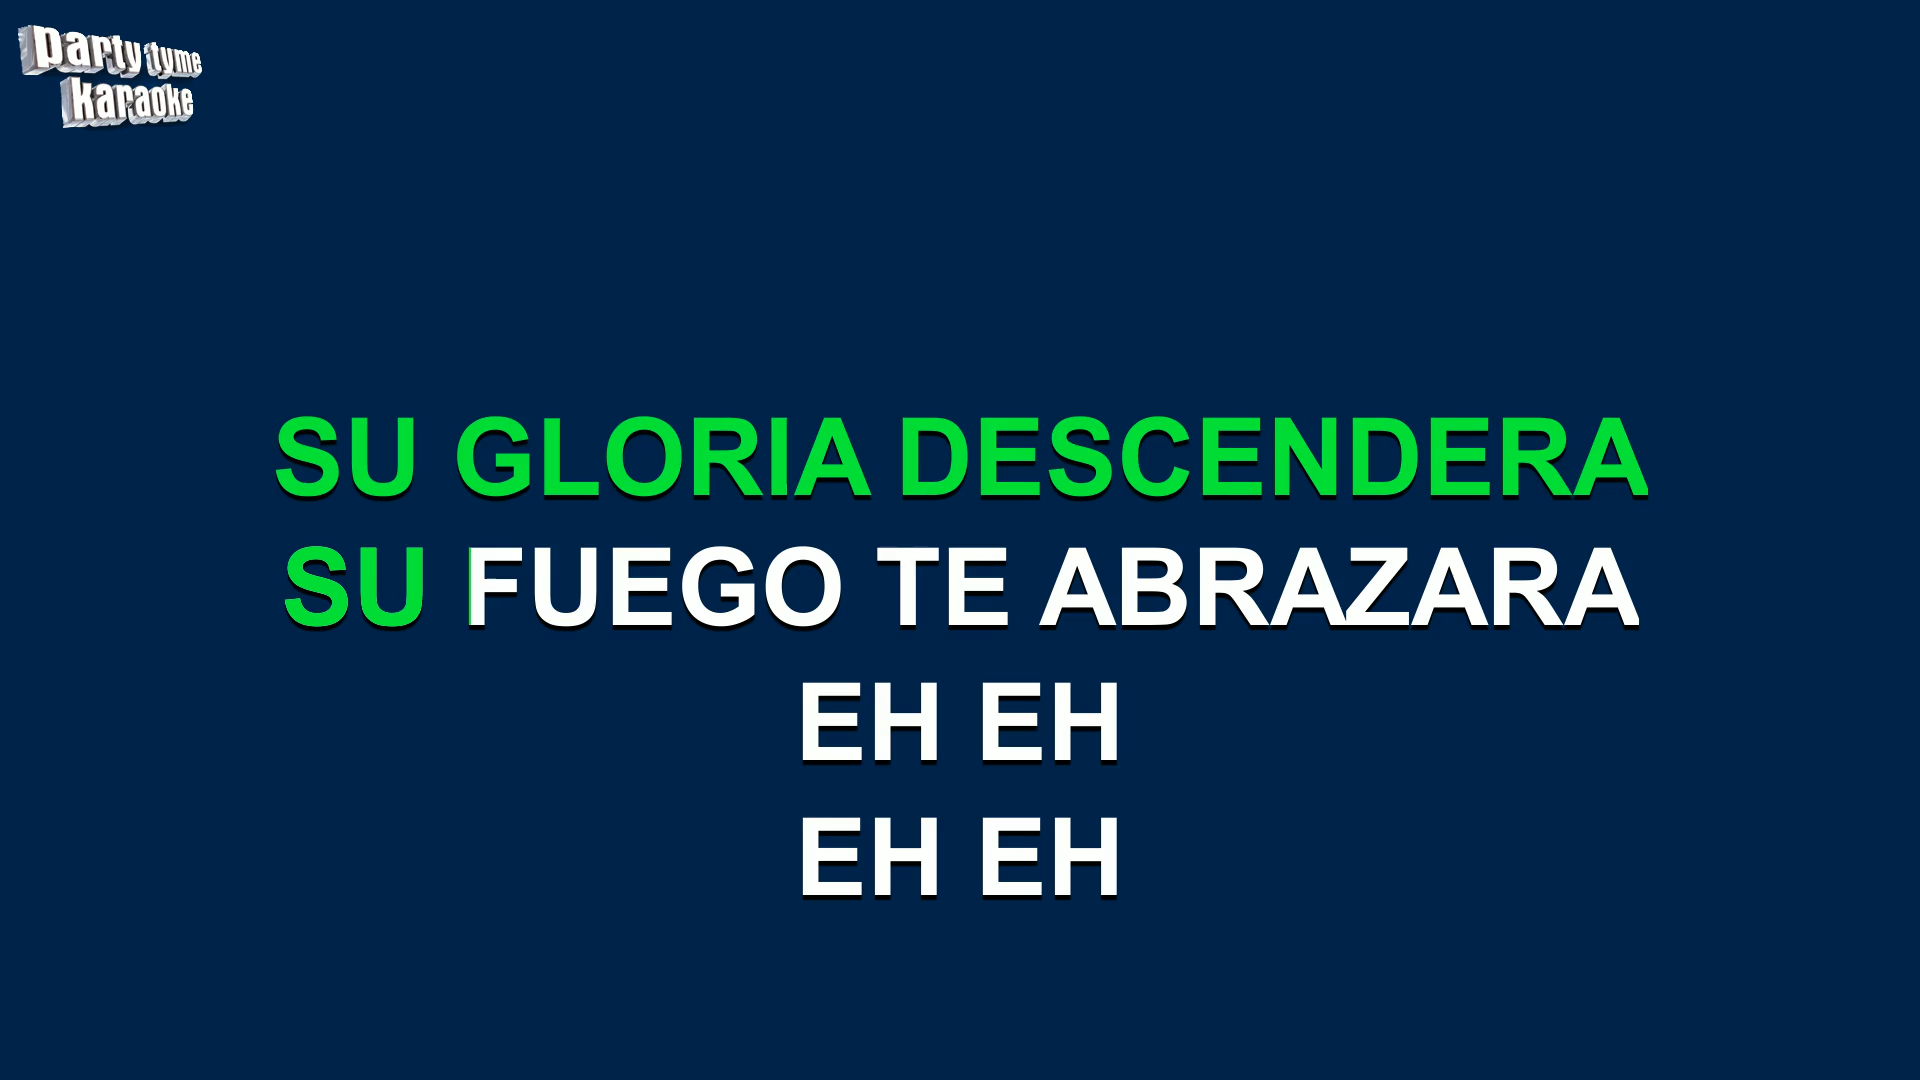 party tyme
karaoke
SU GLORIA DESCENDERA
SU FUEGO TE ABRAZARA
EH EH
EH EH